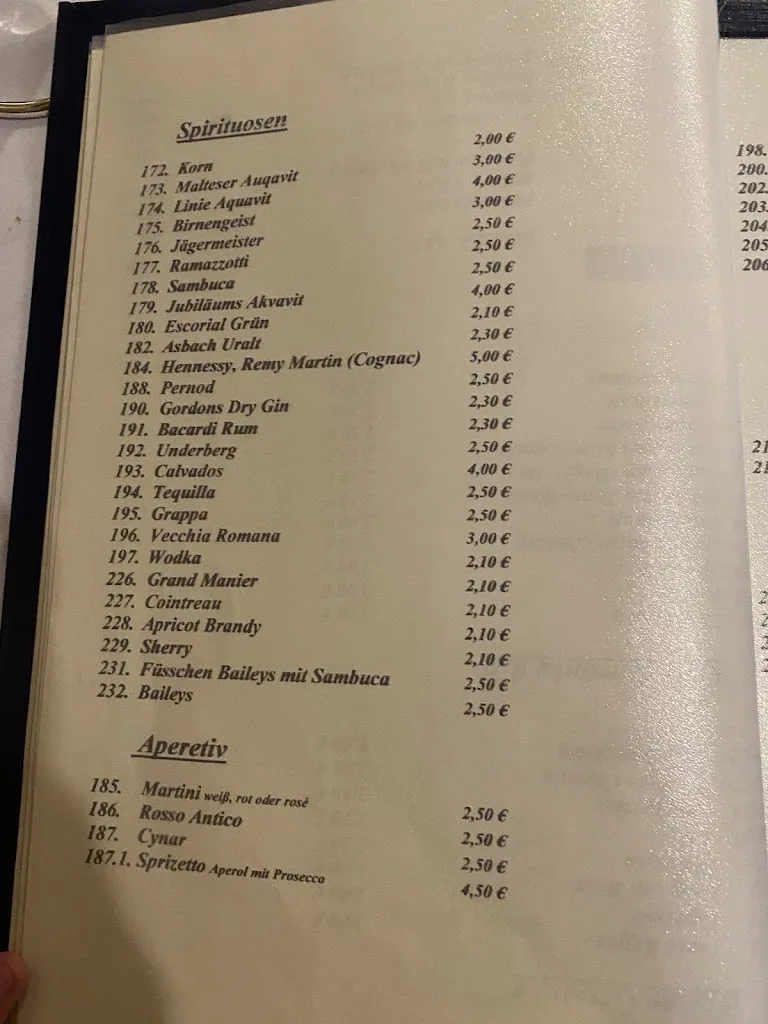 Spirituosen
172. Korn 2,00 €
173. Malteser Auqavit 3,00 €
174. Linie Aquavit 4,00 €
175. Birnengeist 3,00 €
176. Jägermeister 2,50 €
177. Ramazzotti 2,50 €
178. Sambuca 2,50 €
179. Jubiläums Akvavit 4,00 €
180. Escorial Grün 2,10 €
182. Asbach Uralt 2,30 €
184. Hennessy, Remy Martin (Cognac) 5,00 €
188. Pernod 2,50 €
190. Gordons Dry Gin 2,30 €
191. Bacardi Rum 2,30 €
192. Underberg 2,50 €
193. Calvados 4,00 €
194. Tequilla 2,50 €
195. Grappa 2,50 €
196. Vecchia Romana 3,00 €
197. Wodka 2,10 €
226. Grand Manier 2,10 €
227. Cointreau 2,10 €
228. Apricot Brandy 2,10 €
229. Sherry 2,10 €
231. Füsschen Baileys mit Sambuca 2,50 €
232. Baileys 2,50 €
Aperetiv
185. Martini weiß, rot oder rosé 2,50 €
186. Rosso Antico 2,50 €
187. Cynar 2,50 €
187.1. Sprizetto Aperol mit Prosecco 4,50 €
198.
200.
202.
203.
204.
205
206